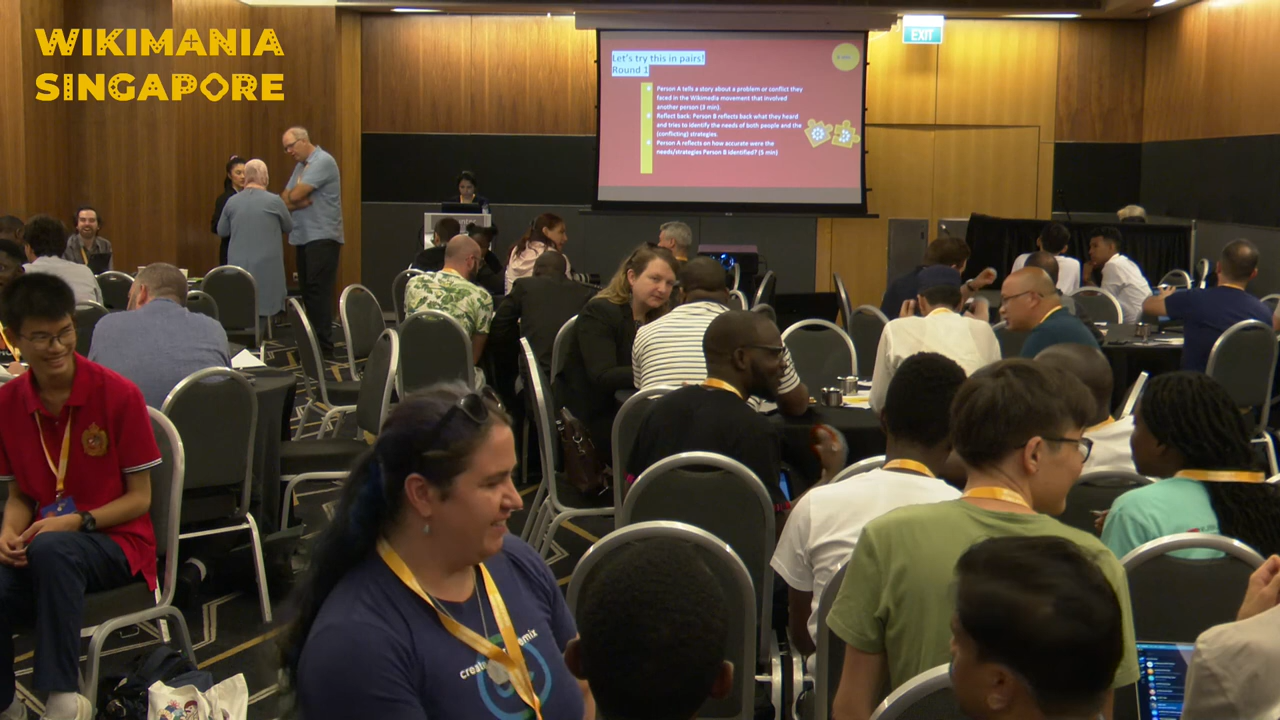 WIKIMANIA
SINGAPORE
EXIT
Let's try this in pairs!
Round 1
Person A tells a story about a problem or conflict they
faced in the Wikimedia movement that involved
another person (3 min).
Reflect back: Person B reflects back what they heard
and tries to identify the needs of both people and the
(conflicting) strategies.
Person A reflects on how accurate were the
needs/strategies Person B identified? (5 min)